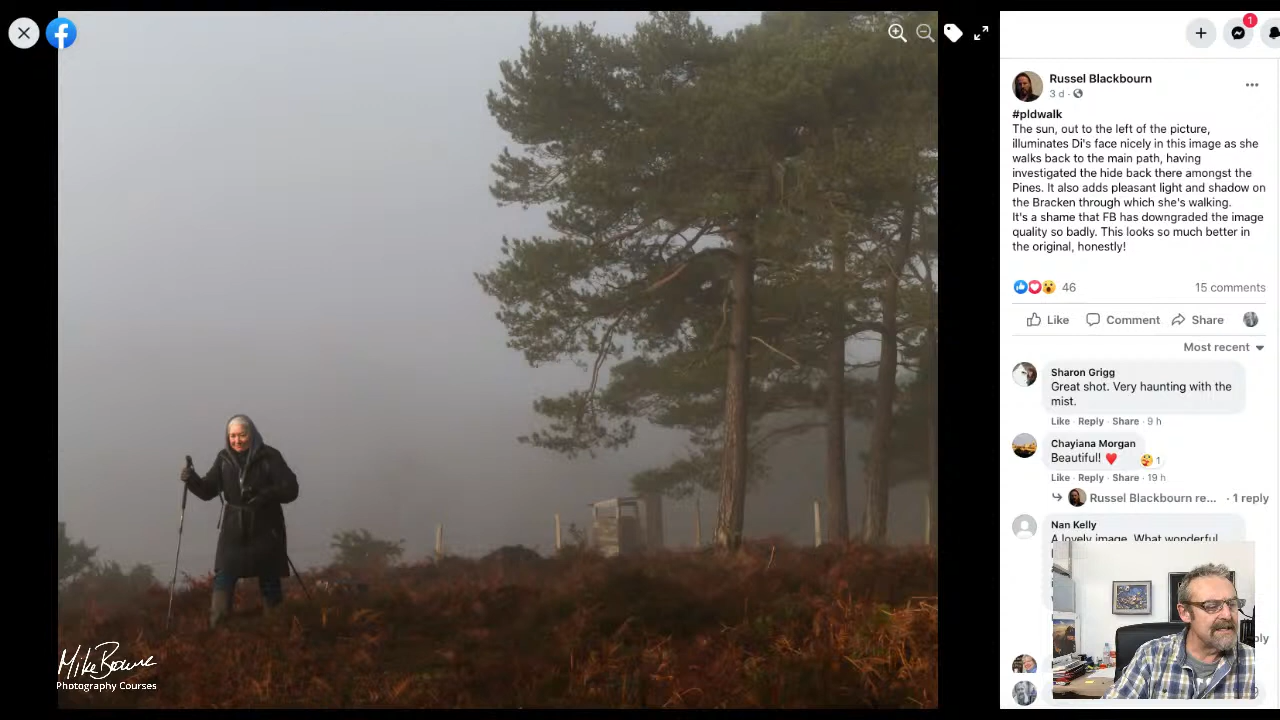 1
Russel Blackbourn
3 d ·
#pldwalk
The sun, out to the left of the picture,
illuminates Di's face nicely in this image as she
walks back to the main path, having
investigated the hide back there amongst the
Pines. It also adds pleasant light and shadow on
the Bracken through which she's walking.
It's a shame that FB has downgraded the image
quality so badly. This looks so much better in
the original, honestly!
46
15 comments
Like
Comment
Share
Most recent
Sharon Grigg
Great shot. Very haunting with the
mist.
Like · Reply · Share · 9 h
Chayiana Morgan
Beautiful!
1
Like · Reply · Share · 19 h
Russel Blackbourn re... · 1 reply
Nan Kelly
A lovely image. What wonderful
Mike Browne
Photography Courses